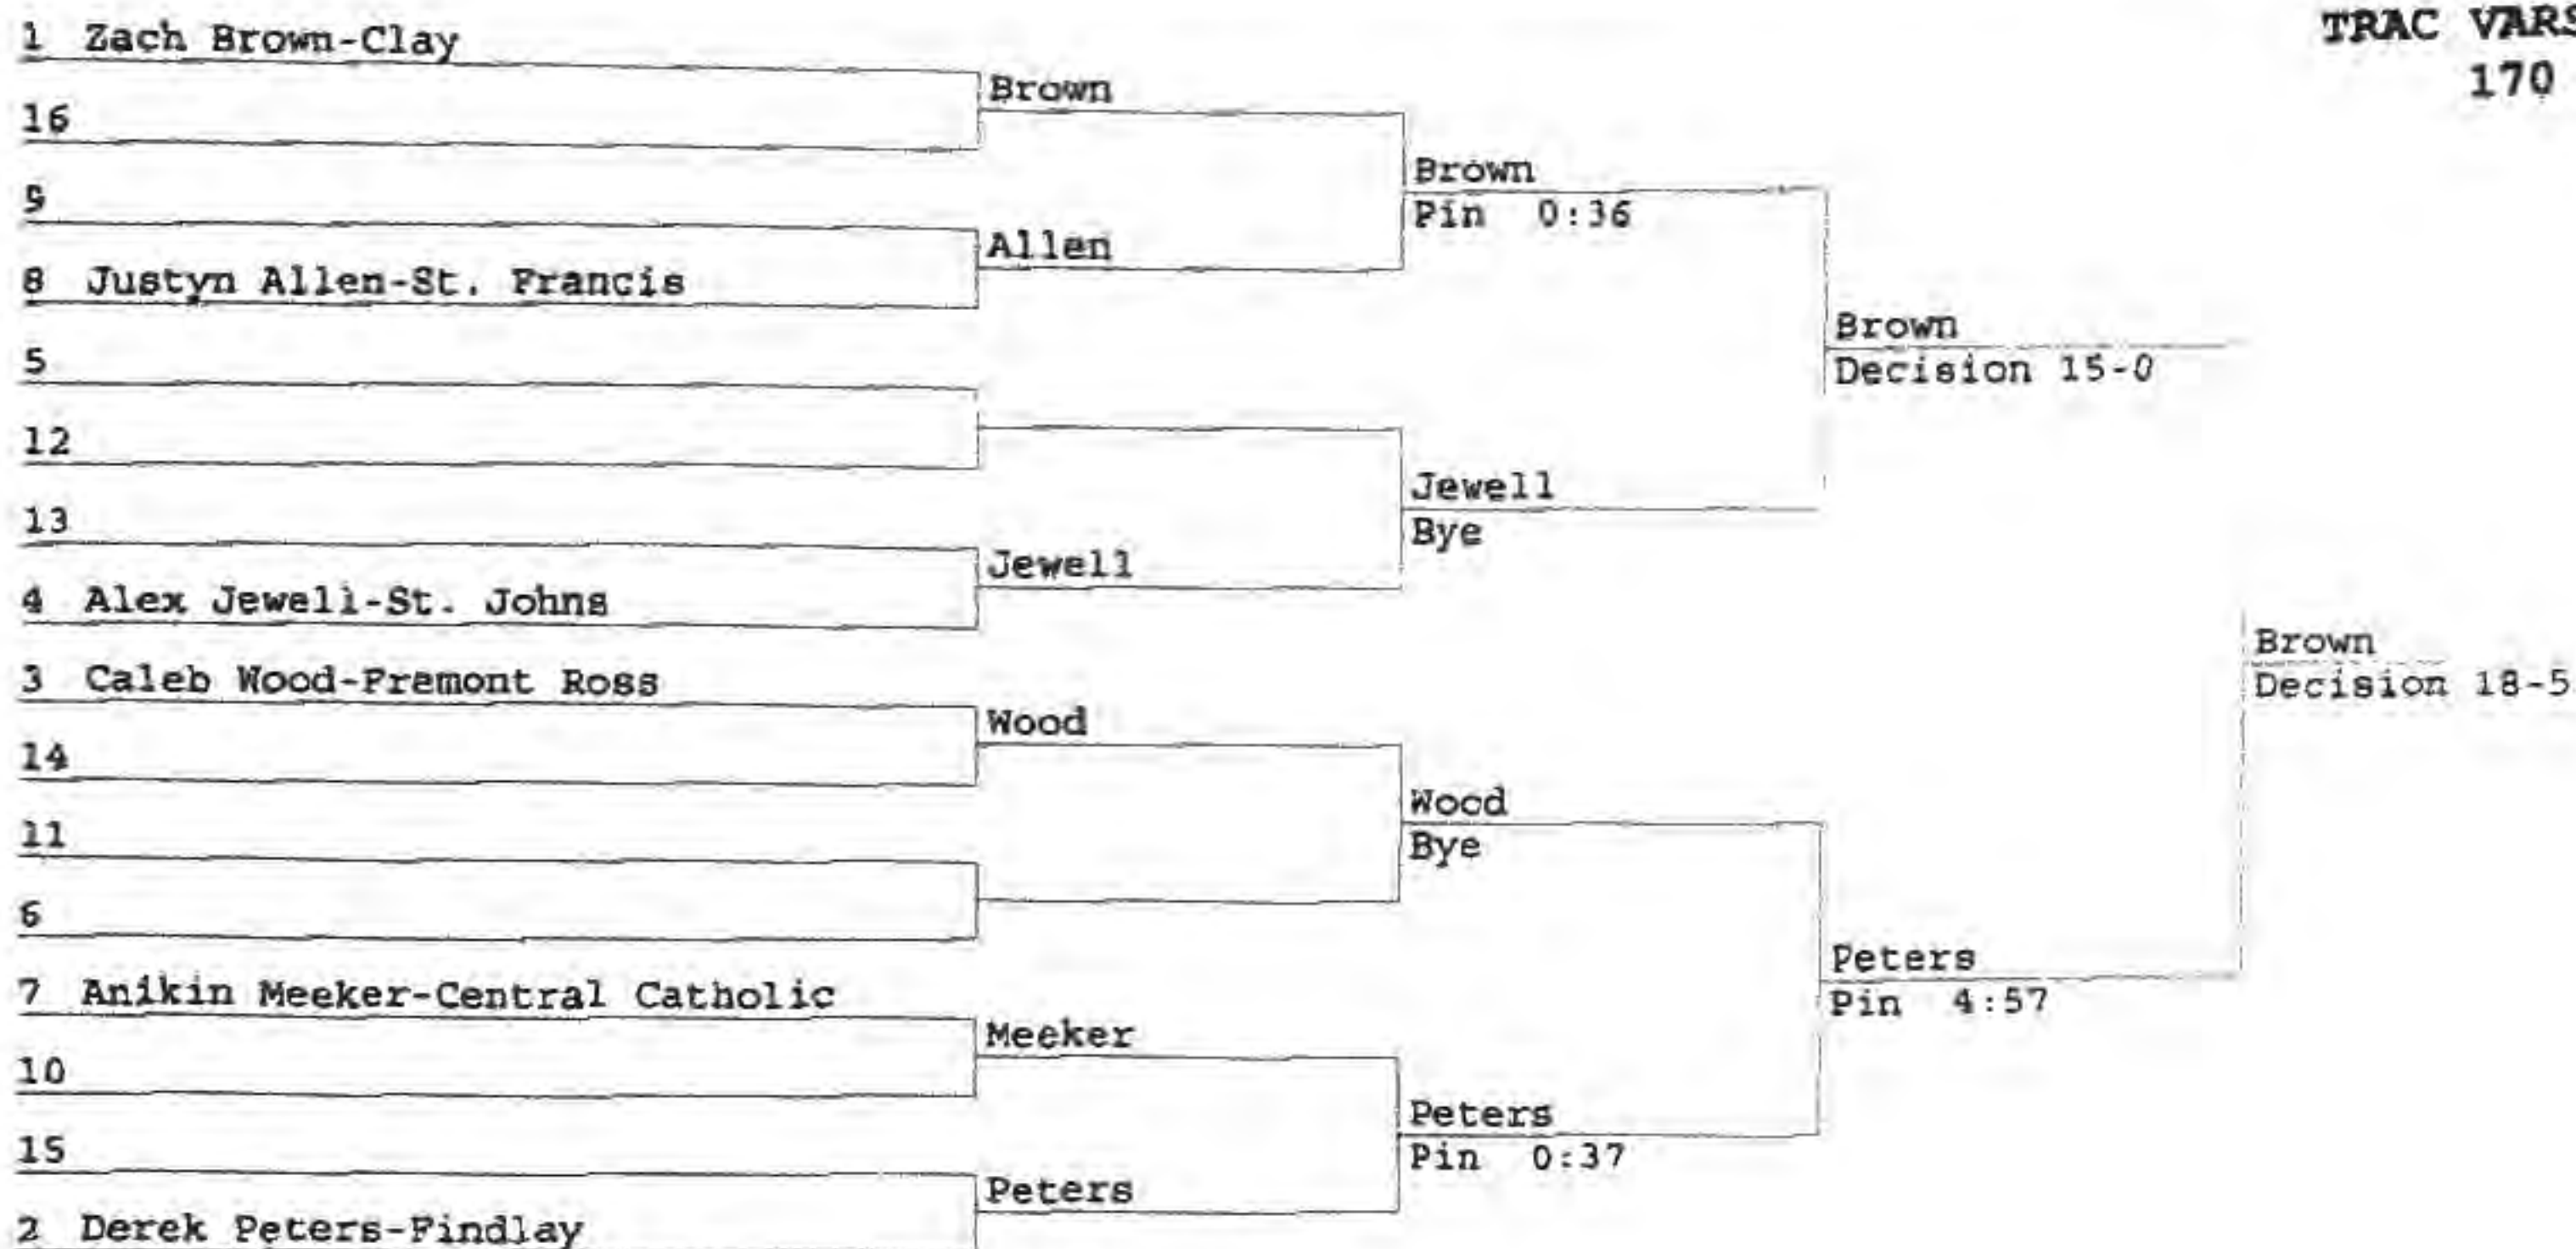 TRAC VARS
170
1 Zach Brown-Clay
Brown
16
Brown
Pin 0:36
9
Allen
8 Justyn Allen-St. Francis
Brown
Decision 15-0
5
12
Jewell
Bye
13
Jewell
4 Alex Jewell-St. Johns
Brown
Decision 18-5
3 Caleb Wood-Fremont Ross
Wood
14
Wood
Bye
11
6
Peters
Pin 4:57
7 Anikin Meeker-Central Catholic
Meeker
10
Peters
Pin 0:37
15
Peters
2 Derek Peters-Findlay